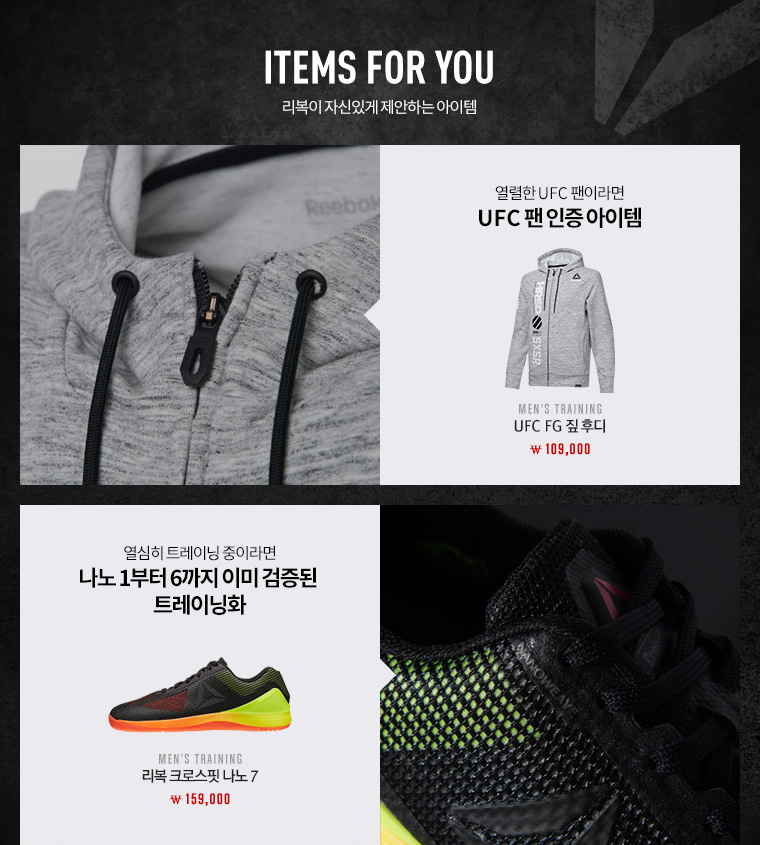 ITEMS FOR YOU
리복이 자신있게 제안하는 아이템
Reebok
열렬한 UFC 팬이라면
UFC 팬 인증 아이템
MEN'S TRAINING
UFC FG 짚 후디
₩ 109,000
열심히 트레이닝 중이라면
나노 1부터 6까지 이미 검증된
트레이닝화
NANOWEAVE
MEN'S TRAINING
리복 크로스핏 나노 7
₩ 159,000